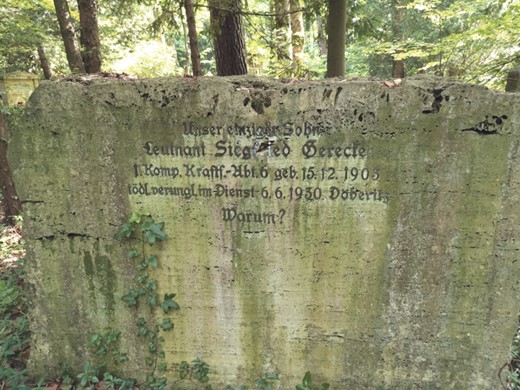 Unser einziger Sohn
Leutnant Siegfried Gerecke
1. Komp. Kraftf.-Abt. 6 geb. 15.12.1903
tödl. verungl. im Dienst 6.6.1930. Döberitz
Warum?